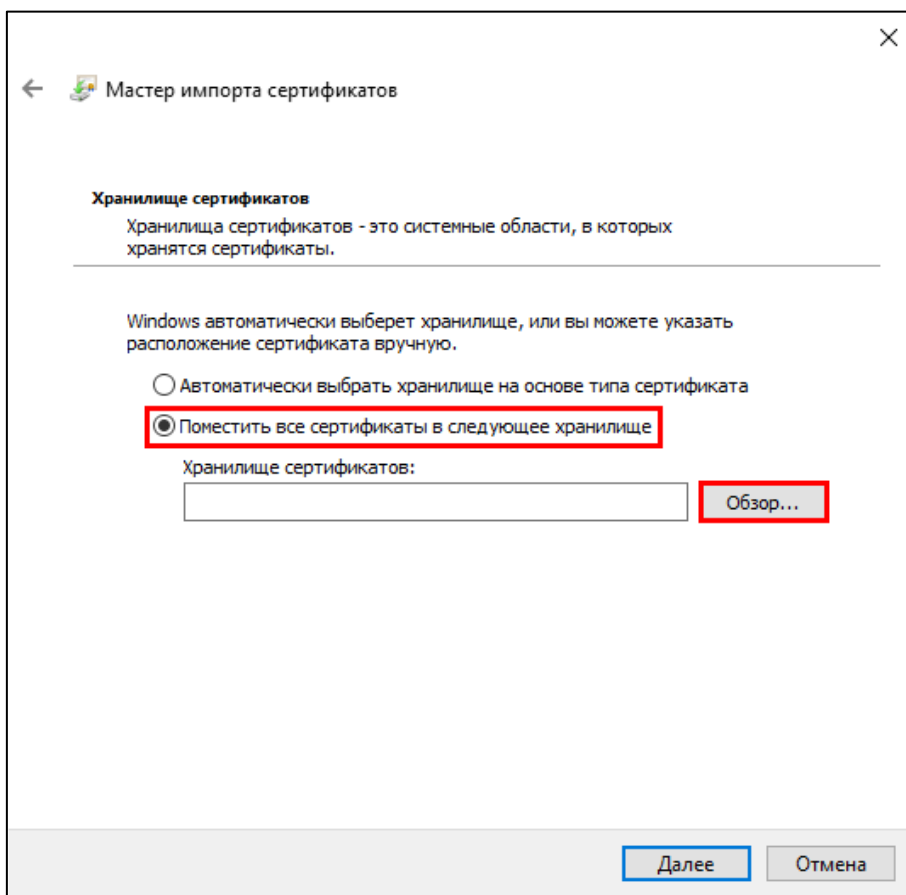 Мастер импорта сертификатов
Хранилище сертификатов
Хранилища сертификатов - это системные области, в которых
хранятся сертификаты.
Windows автоматически выберет хранилище, или вы можете указать
расположение сертификата вручную.
Автоматически выбрать хранилище на основе типа сертификата
Поместить все сертификаты в следующее хранилище
Хранилище сертификатов:
Обзор...
Далее
Отмена